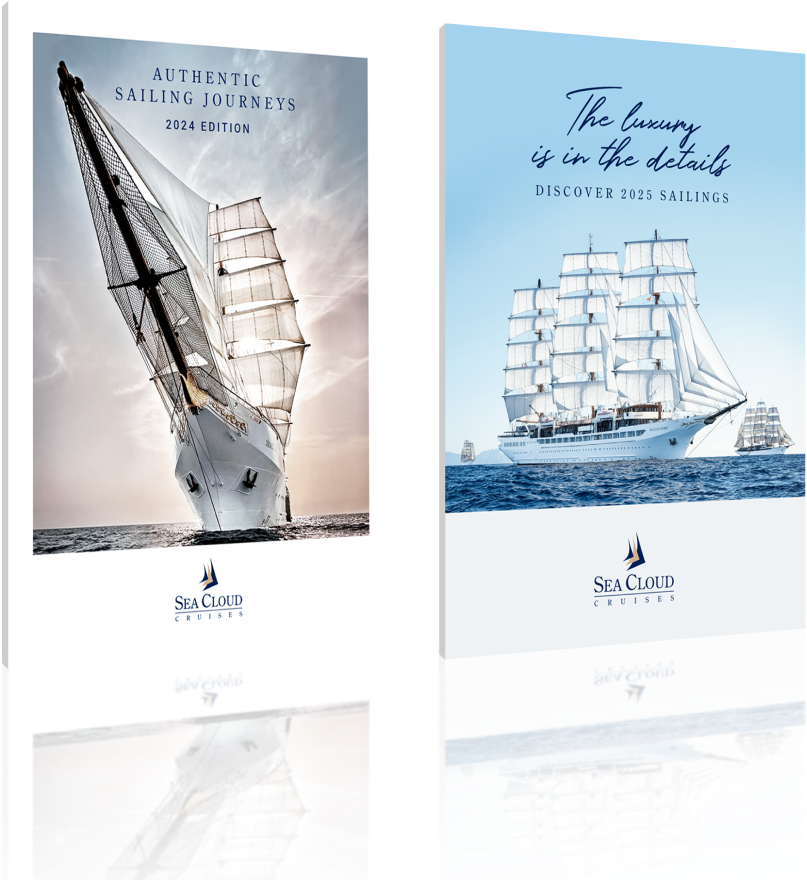 AUTHENTIC
SAILING JOURNEYS
2024 EDITION
SEA CLOUD
CRUISES
The luxury
is in the details
DISCOVER 2025 SAILINGS
SEA CLOUD
CRUISES